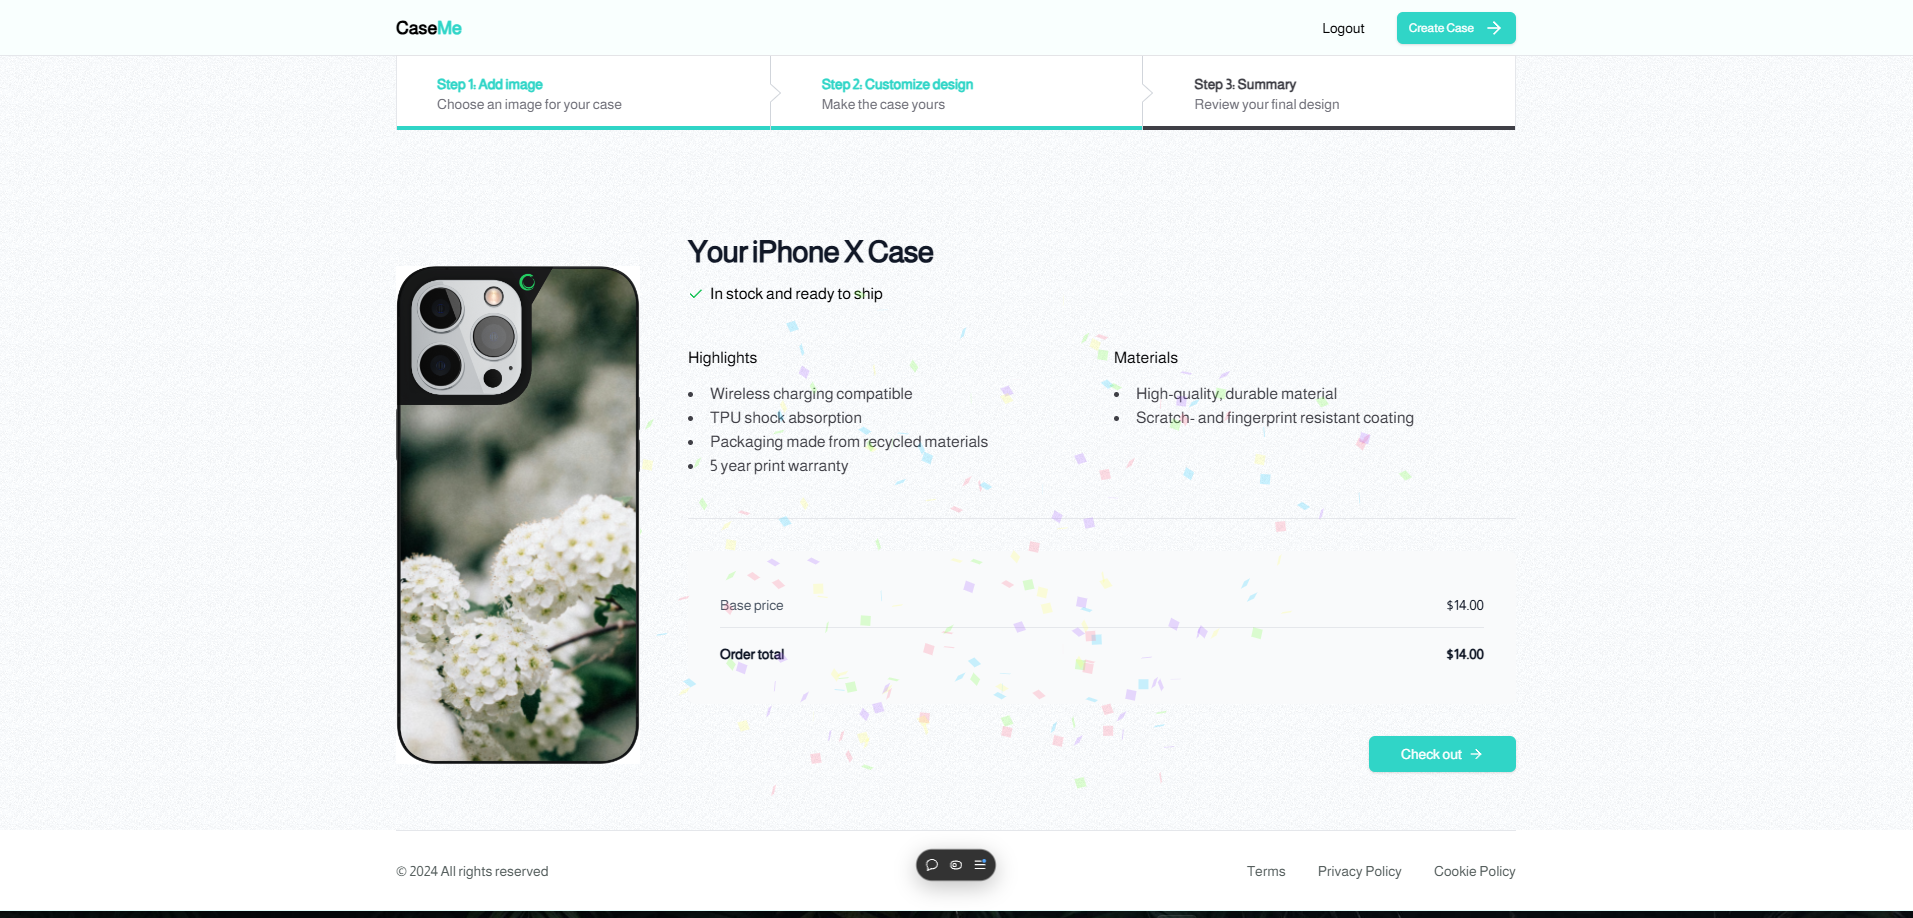 CaseMe
Logout
Create Case
Step 1: Add image
Choose an image for your case
Step 2: Customize design
Make the case yours
Step 3: Summary
Review your final design
Your iPhone X Case
In stock and ready to ship
Highlights
Wireless charging compatible
TPU shock absorption
Packaging made from recycled materials
5 year print warranty
Materials
High-quality, durable material
Scratch- and fingerprint resistant coating
Base price
$14.00
Order total
$14.00
Check out
© 2024 All rights reserved
Terms
Privacy Policy
Cookie Policy